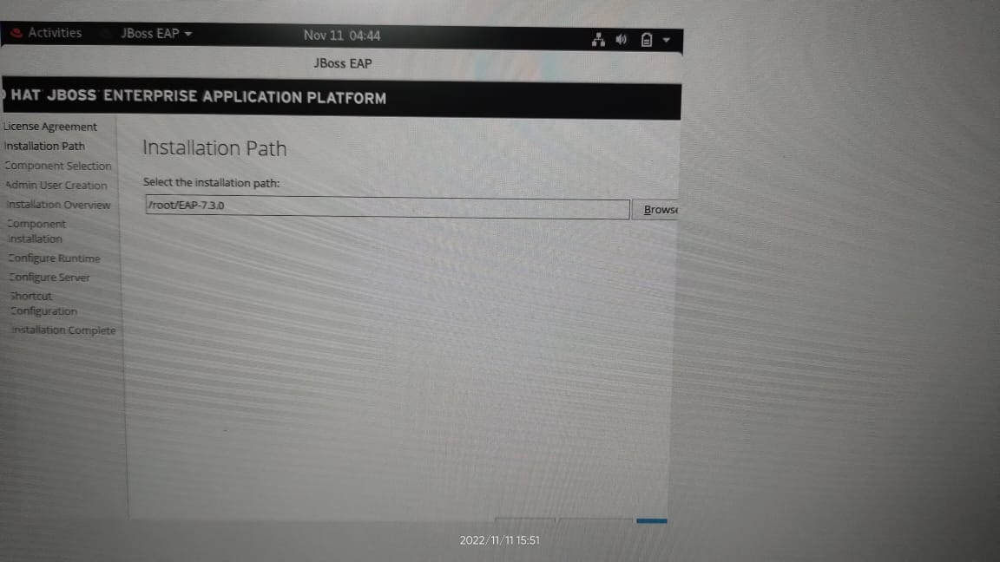 Activities JBoss EAP Nov 11 04:44
JBoss EAP
HAT JBOSS ENTERPRISE APPLICATION PLATFORM
License Agreement
Installation Path
Component Selection
Admin User Creation
Installation Overview
Component
Installation
Configure Runtime
Configure Server
Shortcut
Configuration
Installation Complete
Installation Path
Select the installation path:
/root/EAP-7.3.0
Browse
2022/11/11 15:51